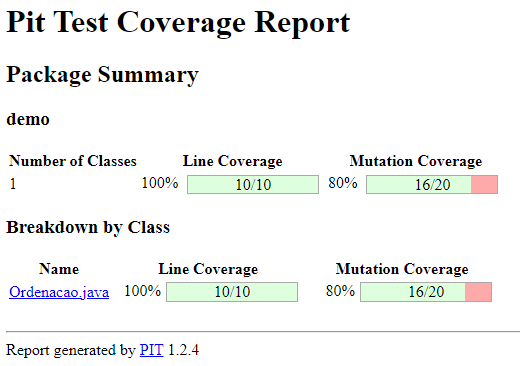 Pit Test Coverage Report
Package Summary
demo
Number of Classes Line Coverage Mutation Coverage
1 100% 10/10 80% 16/20
Breakdown by Class
Name Line Coverage Mutation Coverage
Ordenacao.java 100% 10/10 80% 16/20
Report generated by PIT 1.2.4